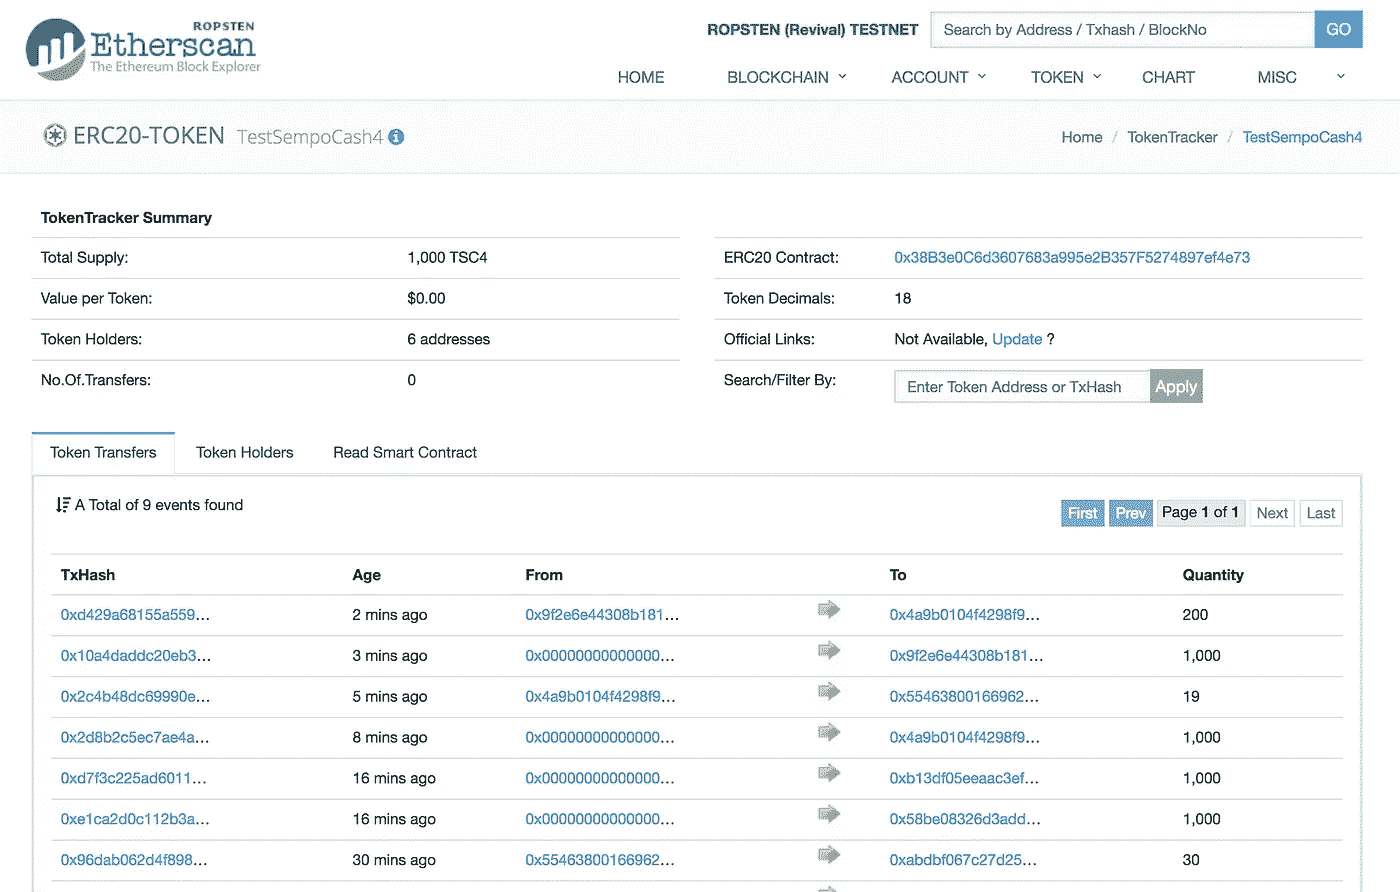 ROPSTEN
Etherscan
The Ethereum Block Explorer
ROPSTEN (Revival) TESTNET
Search by Address / Txhash / BlockNo
GO
HOME BLOCKCHAIN ACCOUNT TOKEN CHART MISC
ERC20-TOKEN TestSempoCash4
Home / TokenTracker / TestSempoCash4
TokenTracker Summary
Total Supply: 1,000 TSC4
ERC20 Contract: 0x38B3e0C6d3607683a995e2B357F5274897ef4e73
Value per Token: $0.00
Token Decimals: 18
Token Holders: 6 addresses
Official Links: Not Available, Update ?
No.Of.Transfers: 0
Search/Filter By: Enter Token Address or TxHash Apply
Token Transfers Token Holders Read Smart Contract
A Total of 9 events found
First Prev Page 1 of 1 Next Last
TxHash Age From To Quantity
0xd429a68155a559... 2 mins ago 0x9f2e6e44308b181... 0x4a9b0104f4298f9... 200
0x10a4daddc20eb3... 3 mins ago 0x00000000000000... 0x9f2e6e44308b181... 1,000
0x2c4b48dc69990e... 5 mins ago 0x4a9b0104f4298f9... 0x55463800166962... 19
0x2d8b2c5ec7ae4a... 8 mins ago 0x00000000000000... 0x4a9b0104f4298f9... 1,000
0xd7f3c225ad6011... 16 mins ago 0x00000000000000... 0xb13df05eeaac3ef... 1,000
0xe1ca2d0c112b3a... 16 mins ago 0x00000000000000... 0x58be08326d3add... 1,000
0x96dab062d4f898... 30 mins ago 0x55463800166962... 0xabdbf067c27d25... 30